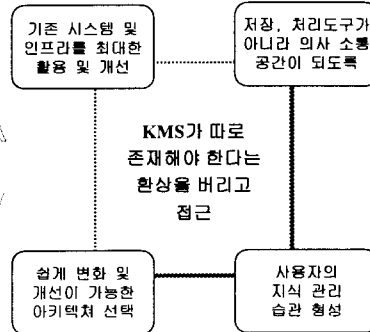 기존 시스템 및
인프라를 최대한
활용 및 개선
저장, 처리도구가
아니라 의사 소통
공간이 되도록
KMS가 따로
존재해야 한다는
환상을 버리고
접근
쉽게 변화 및
개선이 가능한
아키텍쳐 선택
사용자의
지식 관리
습관 형성